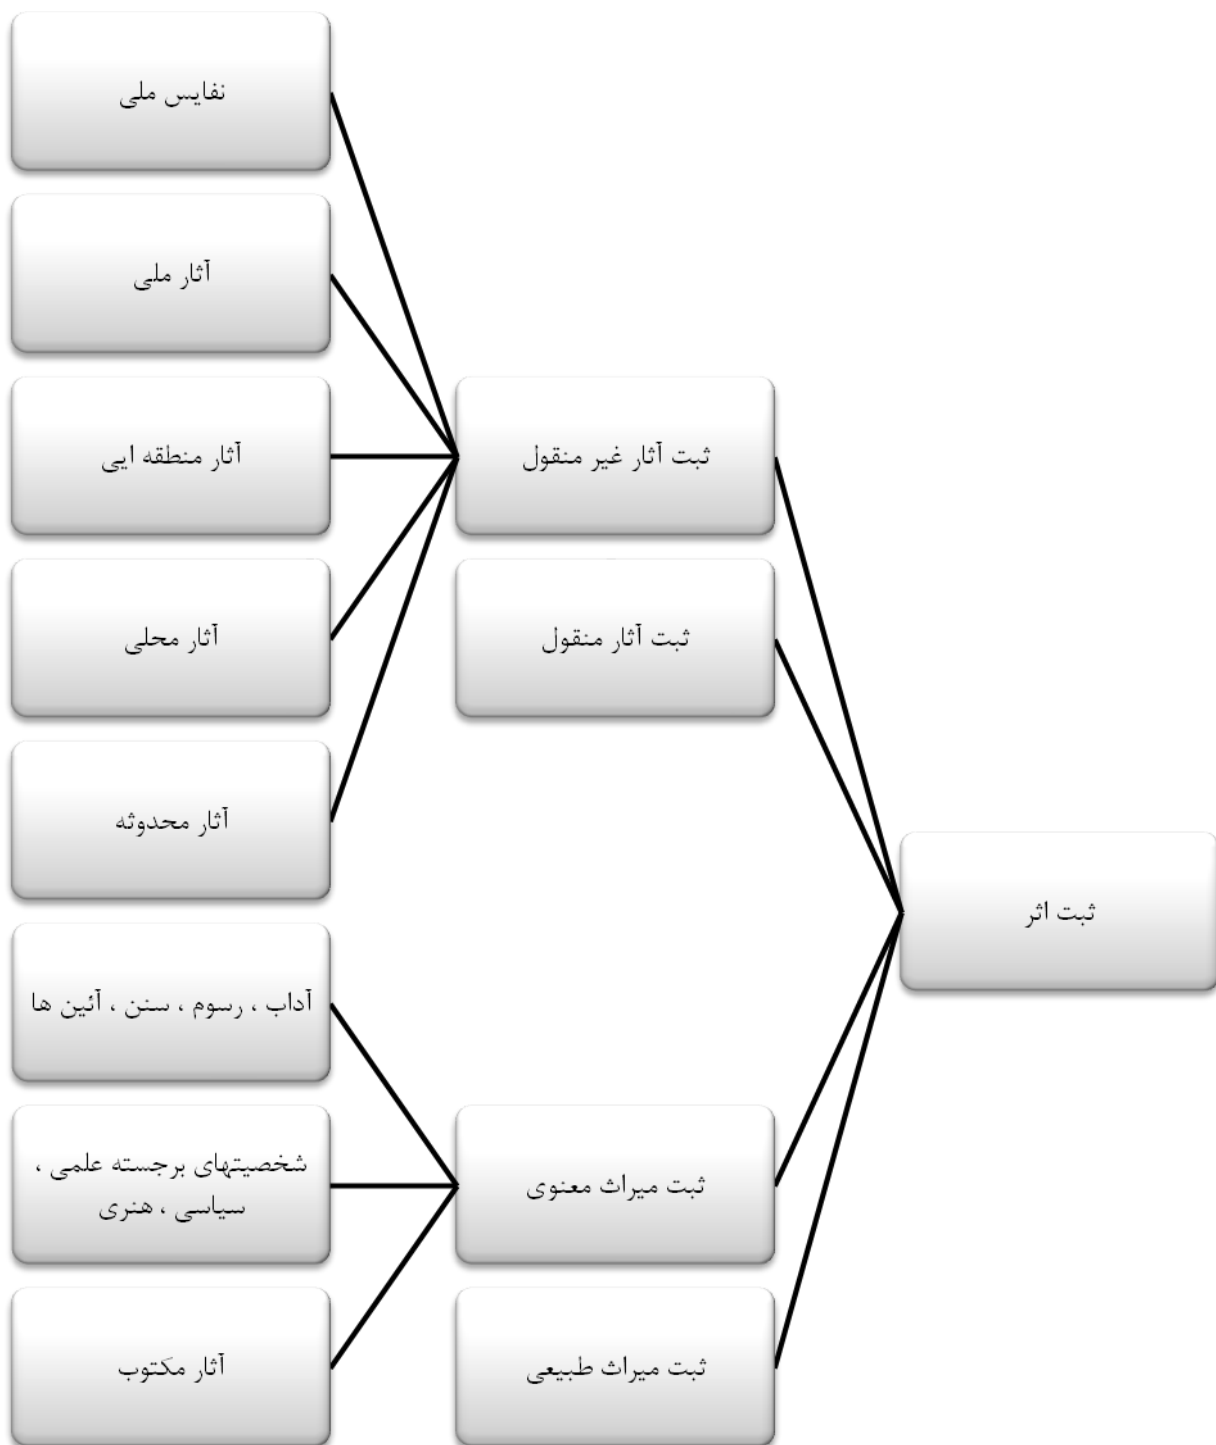 ثبت اثر
ثبت آثار غیر منقول
نفایس ملی
آثار ملی
آثار منطقه ایی
آثار محلی
آثار محدوثه
ثبت آثار منقول
ثبت میراث معنوی
آداب ، رسوم ، سنن ، آئین ها
شخصیتهای برجسته علمی ،
سیاسی ، هنری
آثار مکتوب
ثبت میراث طبیعی